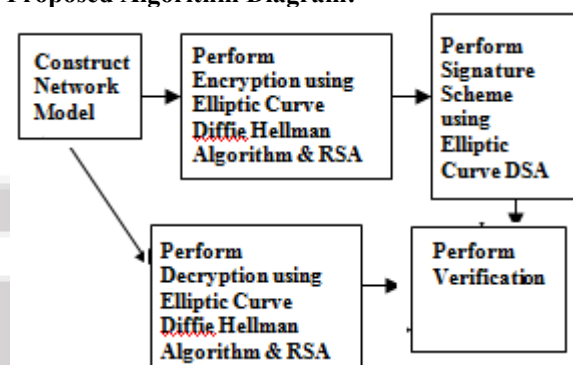 Proposed Algorithm Diagram:
Construct
Network
Model
Perform
Encryption using
Elliptic Curve
Diffie Hellman
Algorithm & RSA
Perform
Signature
Scheme
using
Elliptic
Curve DSA
Perform
Decryption using
Elliptic Curve
Diffie Hellman
Algorithm & RSA
Perform
Verification